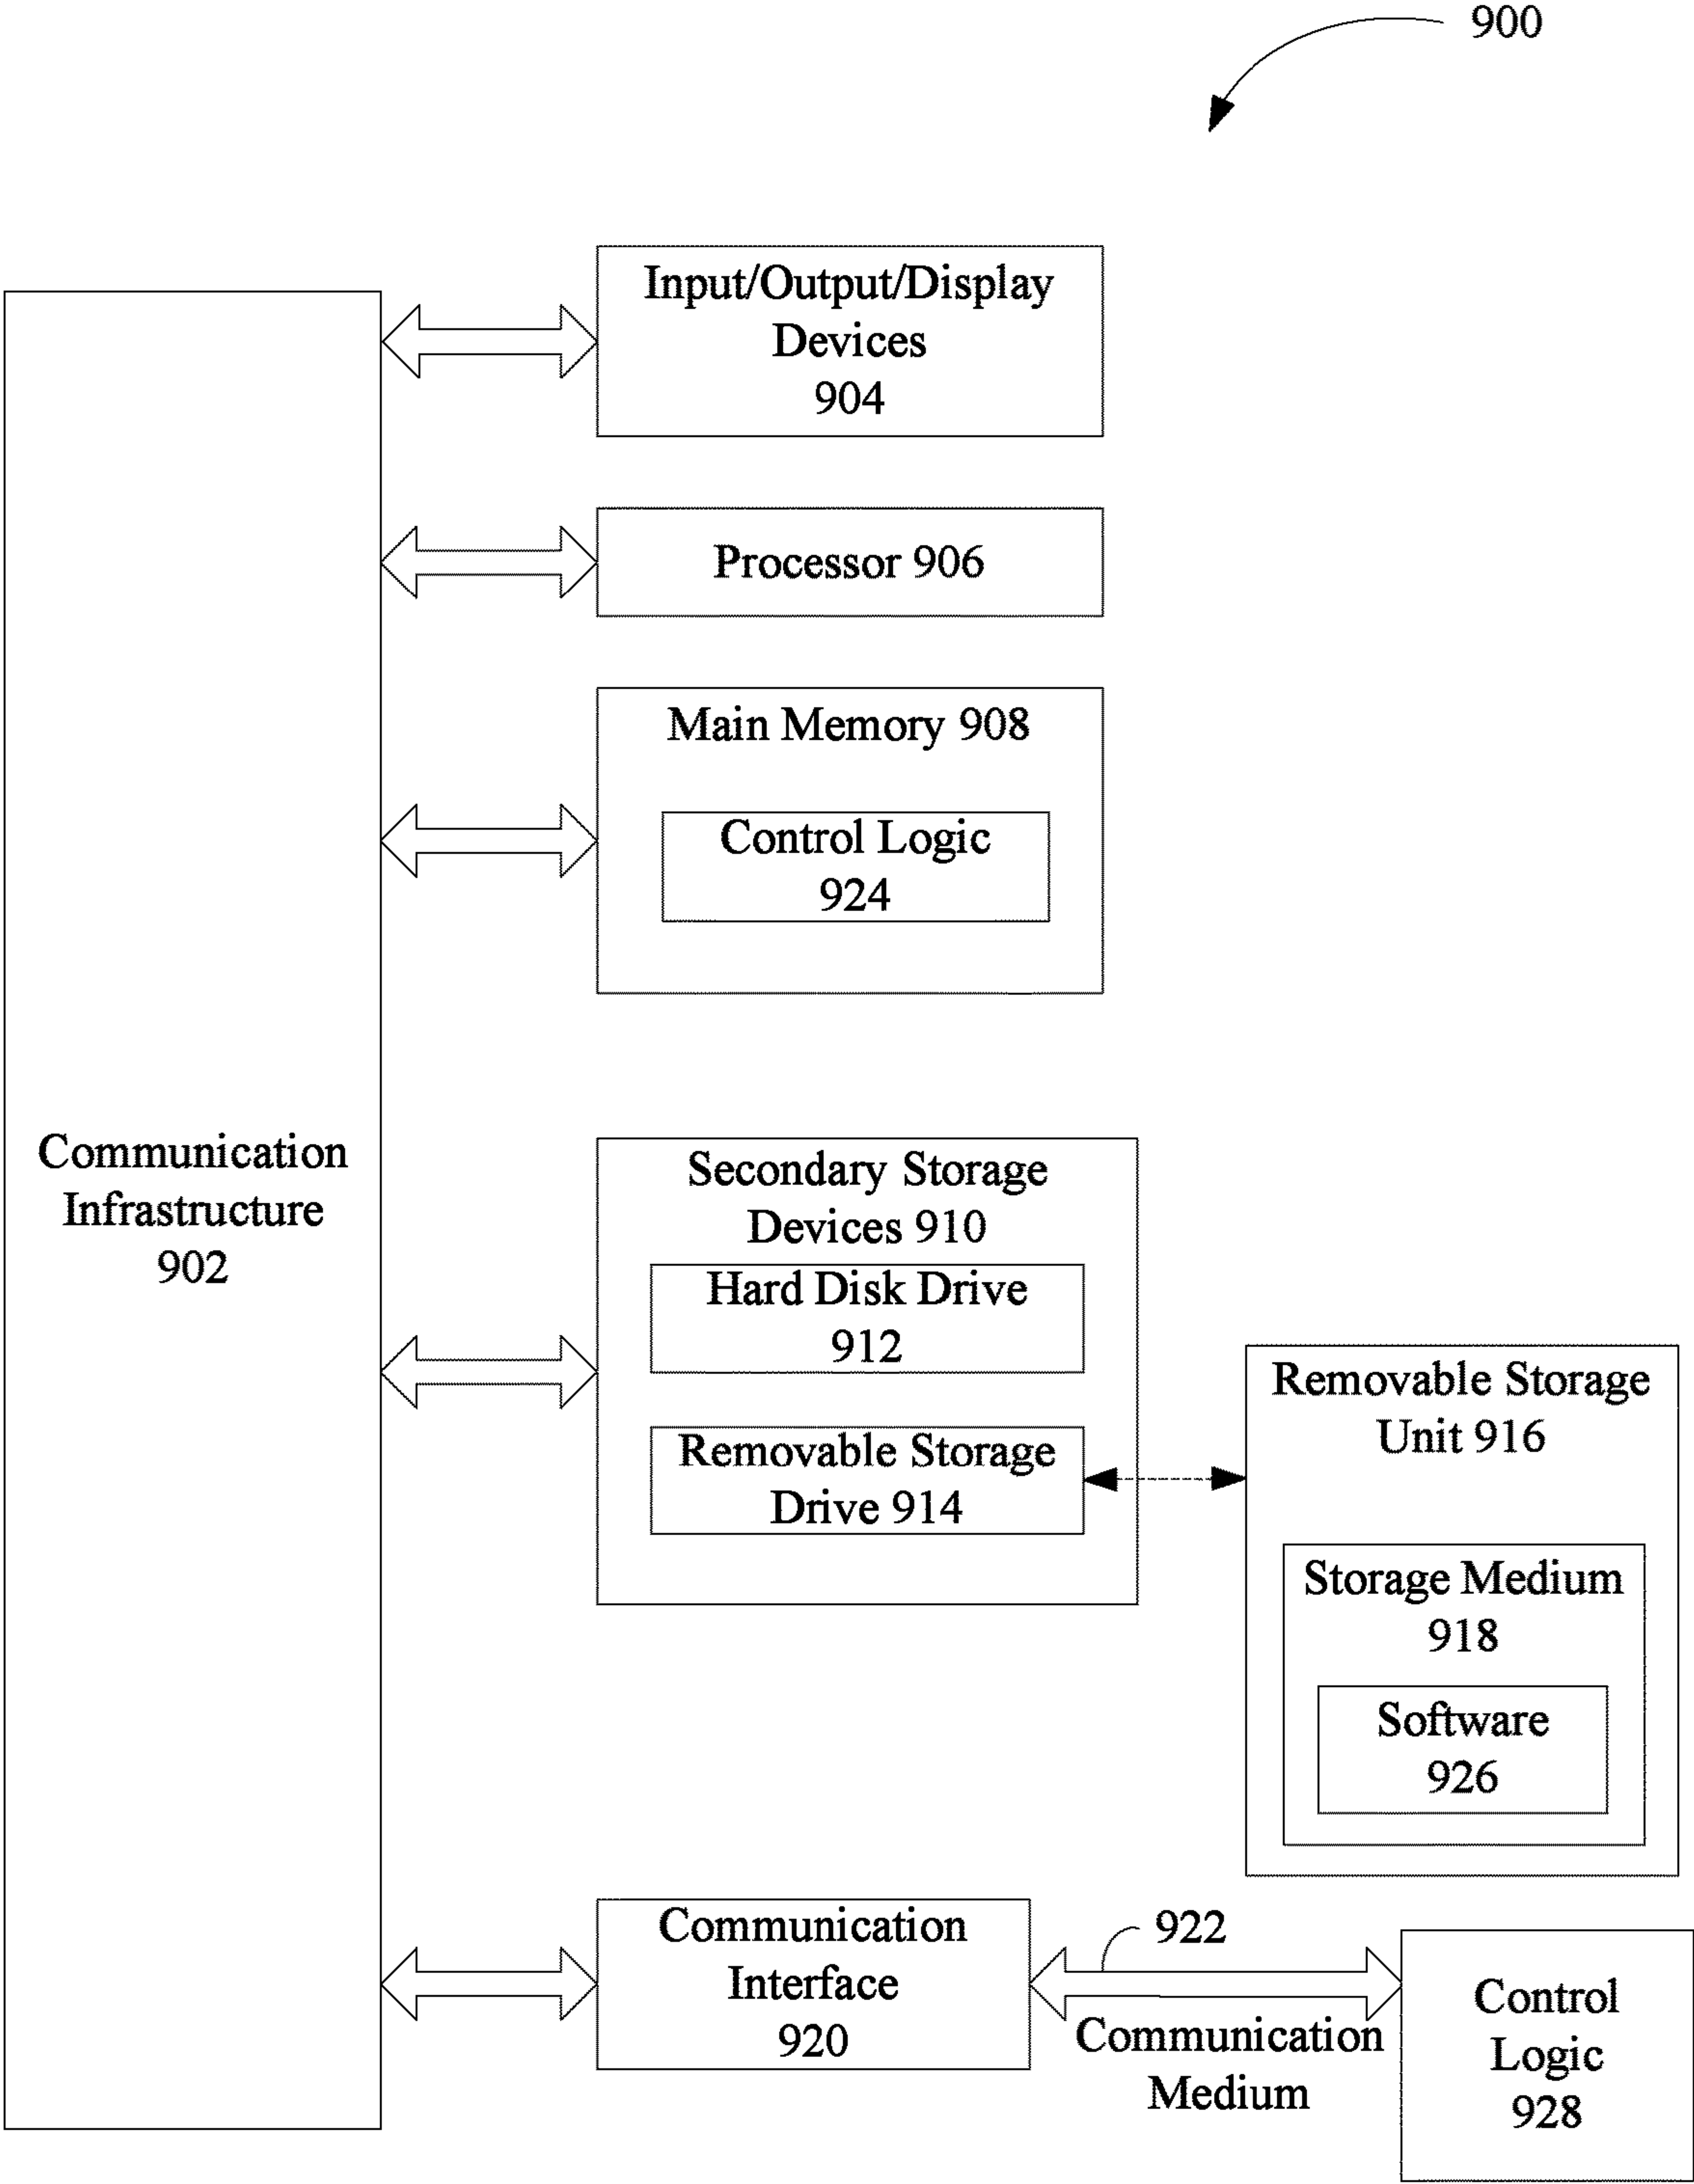 900
Input/Output/Display
Devices
904
Processor 906
Main Memory 908
Control Logic
924
Communication
Infrastructure
902
Secondary Storage
Devices 910
Hard Disk Drive
912
Removable Storage
Drive 914
Removable Storage
Unit 916
Storage Medium
918
Software
926
Communication
Interface
920
922
Communication
Medium
Control
Logic
928